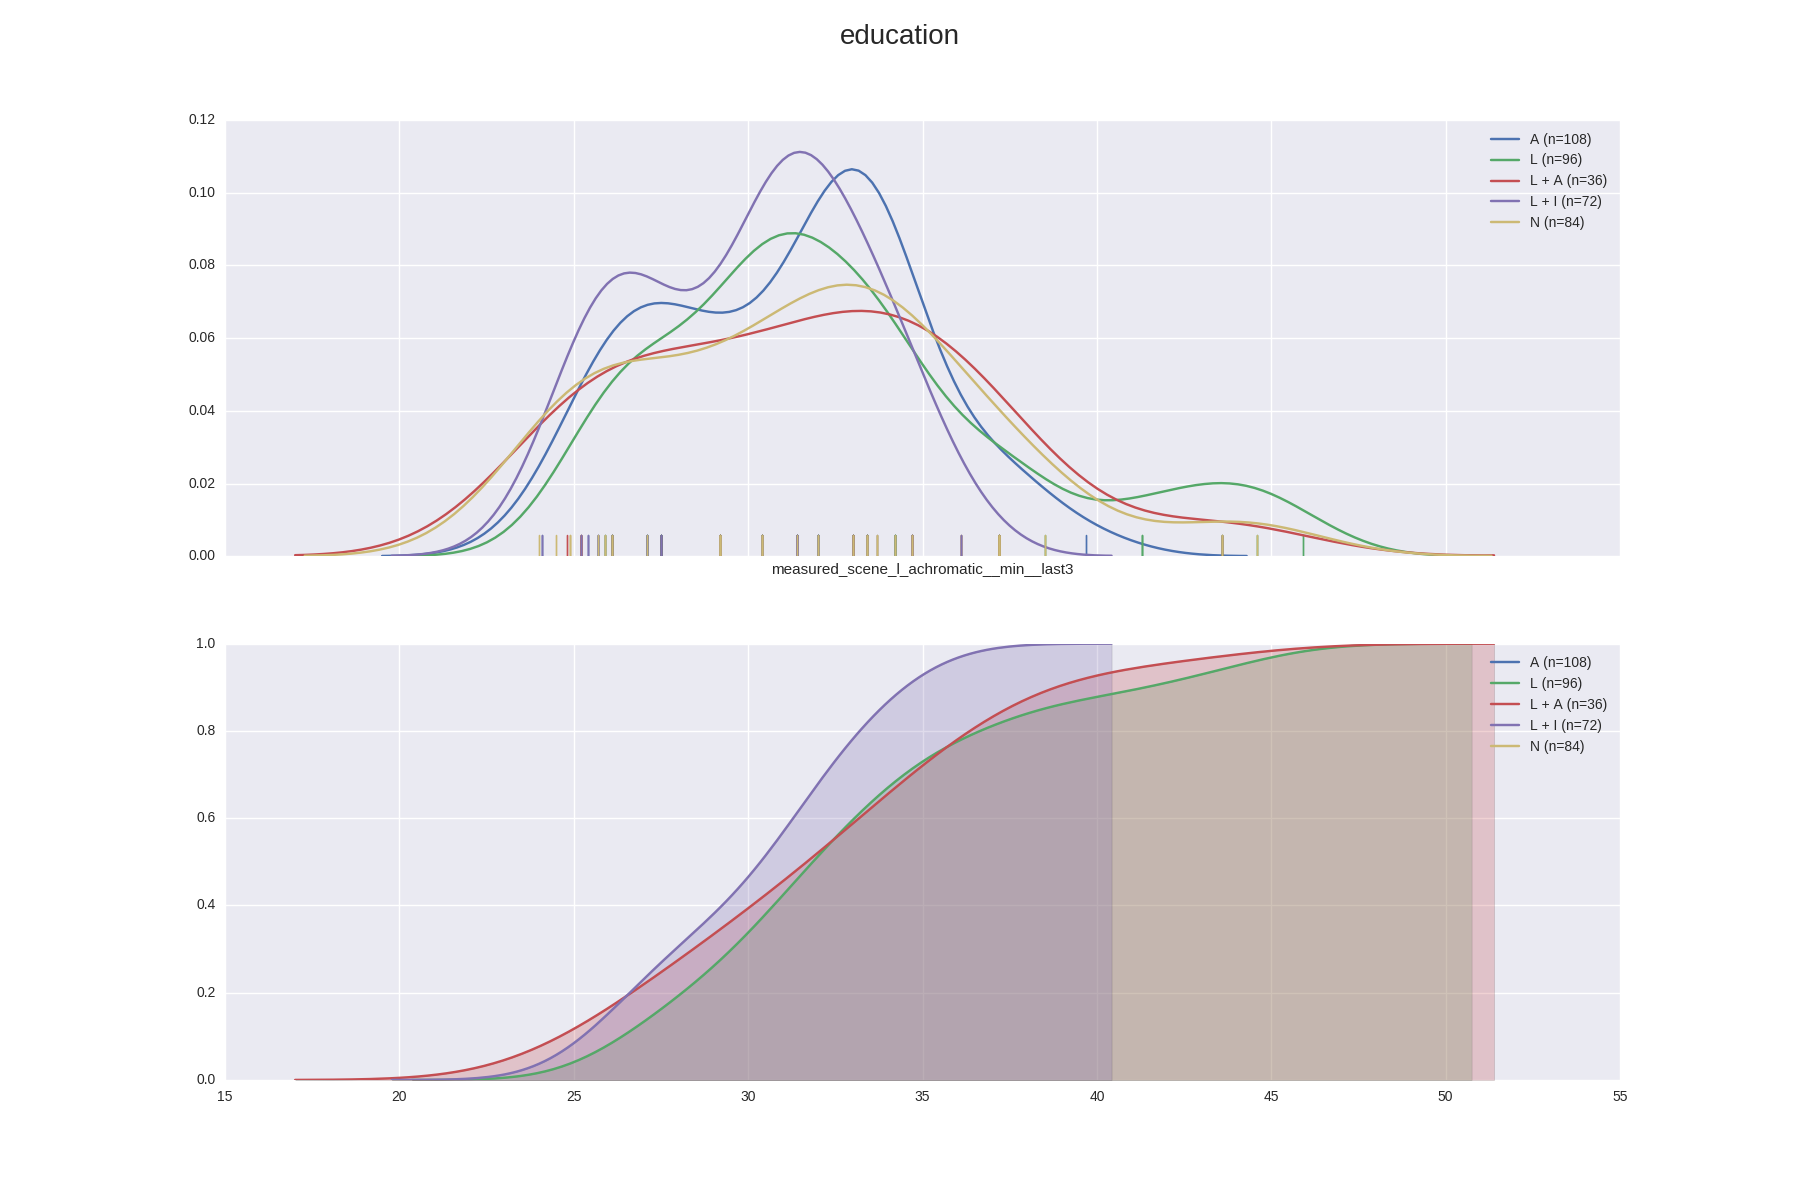 education
0.12
0.10
0.08
0.06
0.04
0.02
0.00
A (n=108)
L (n=96)
L + A (n=36)
L + I (n=72)
N (n=84)
measured_scene_l_achromatic__min__last3
1.0
0.8
0.6
0.4
0.2
0.0
A (n=108)
L (n=96)
L + A (n=36)
L + I (n=72)
N (n=84)
15 20 25 30 35 40 45 50 55